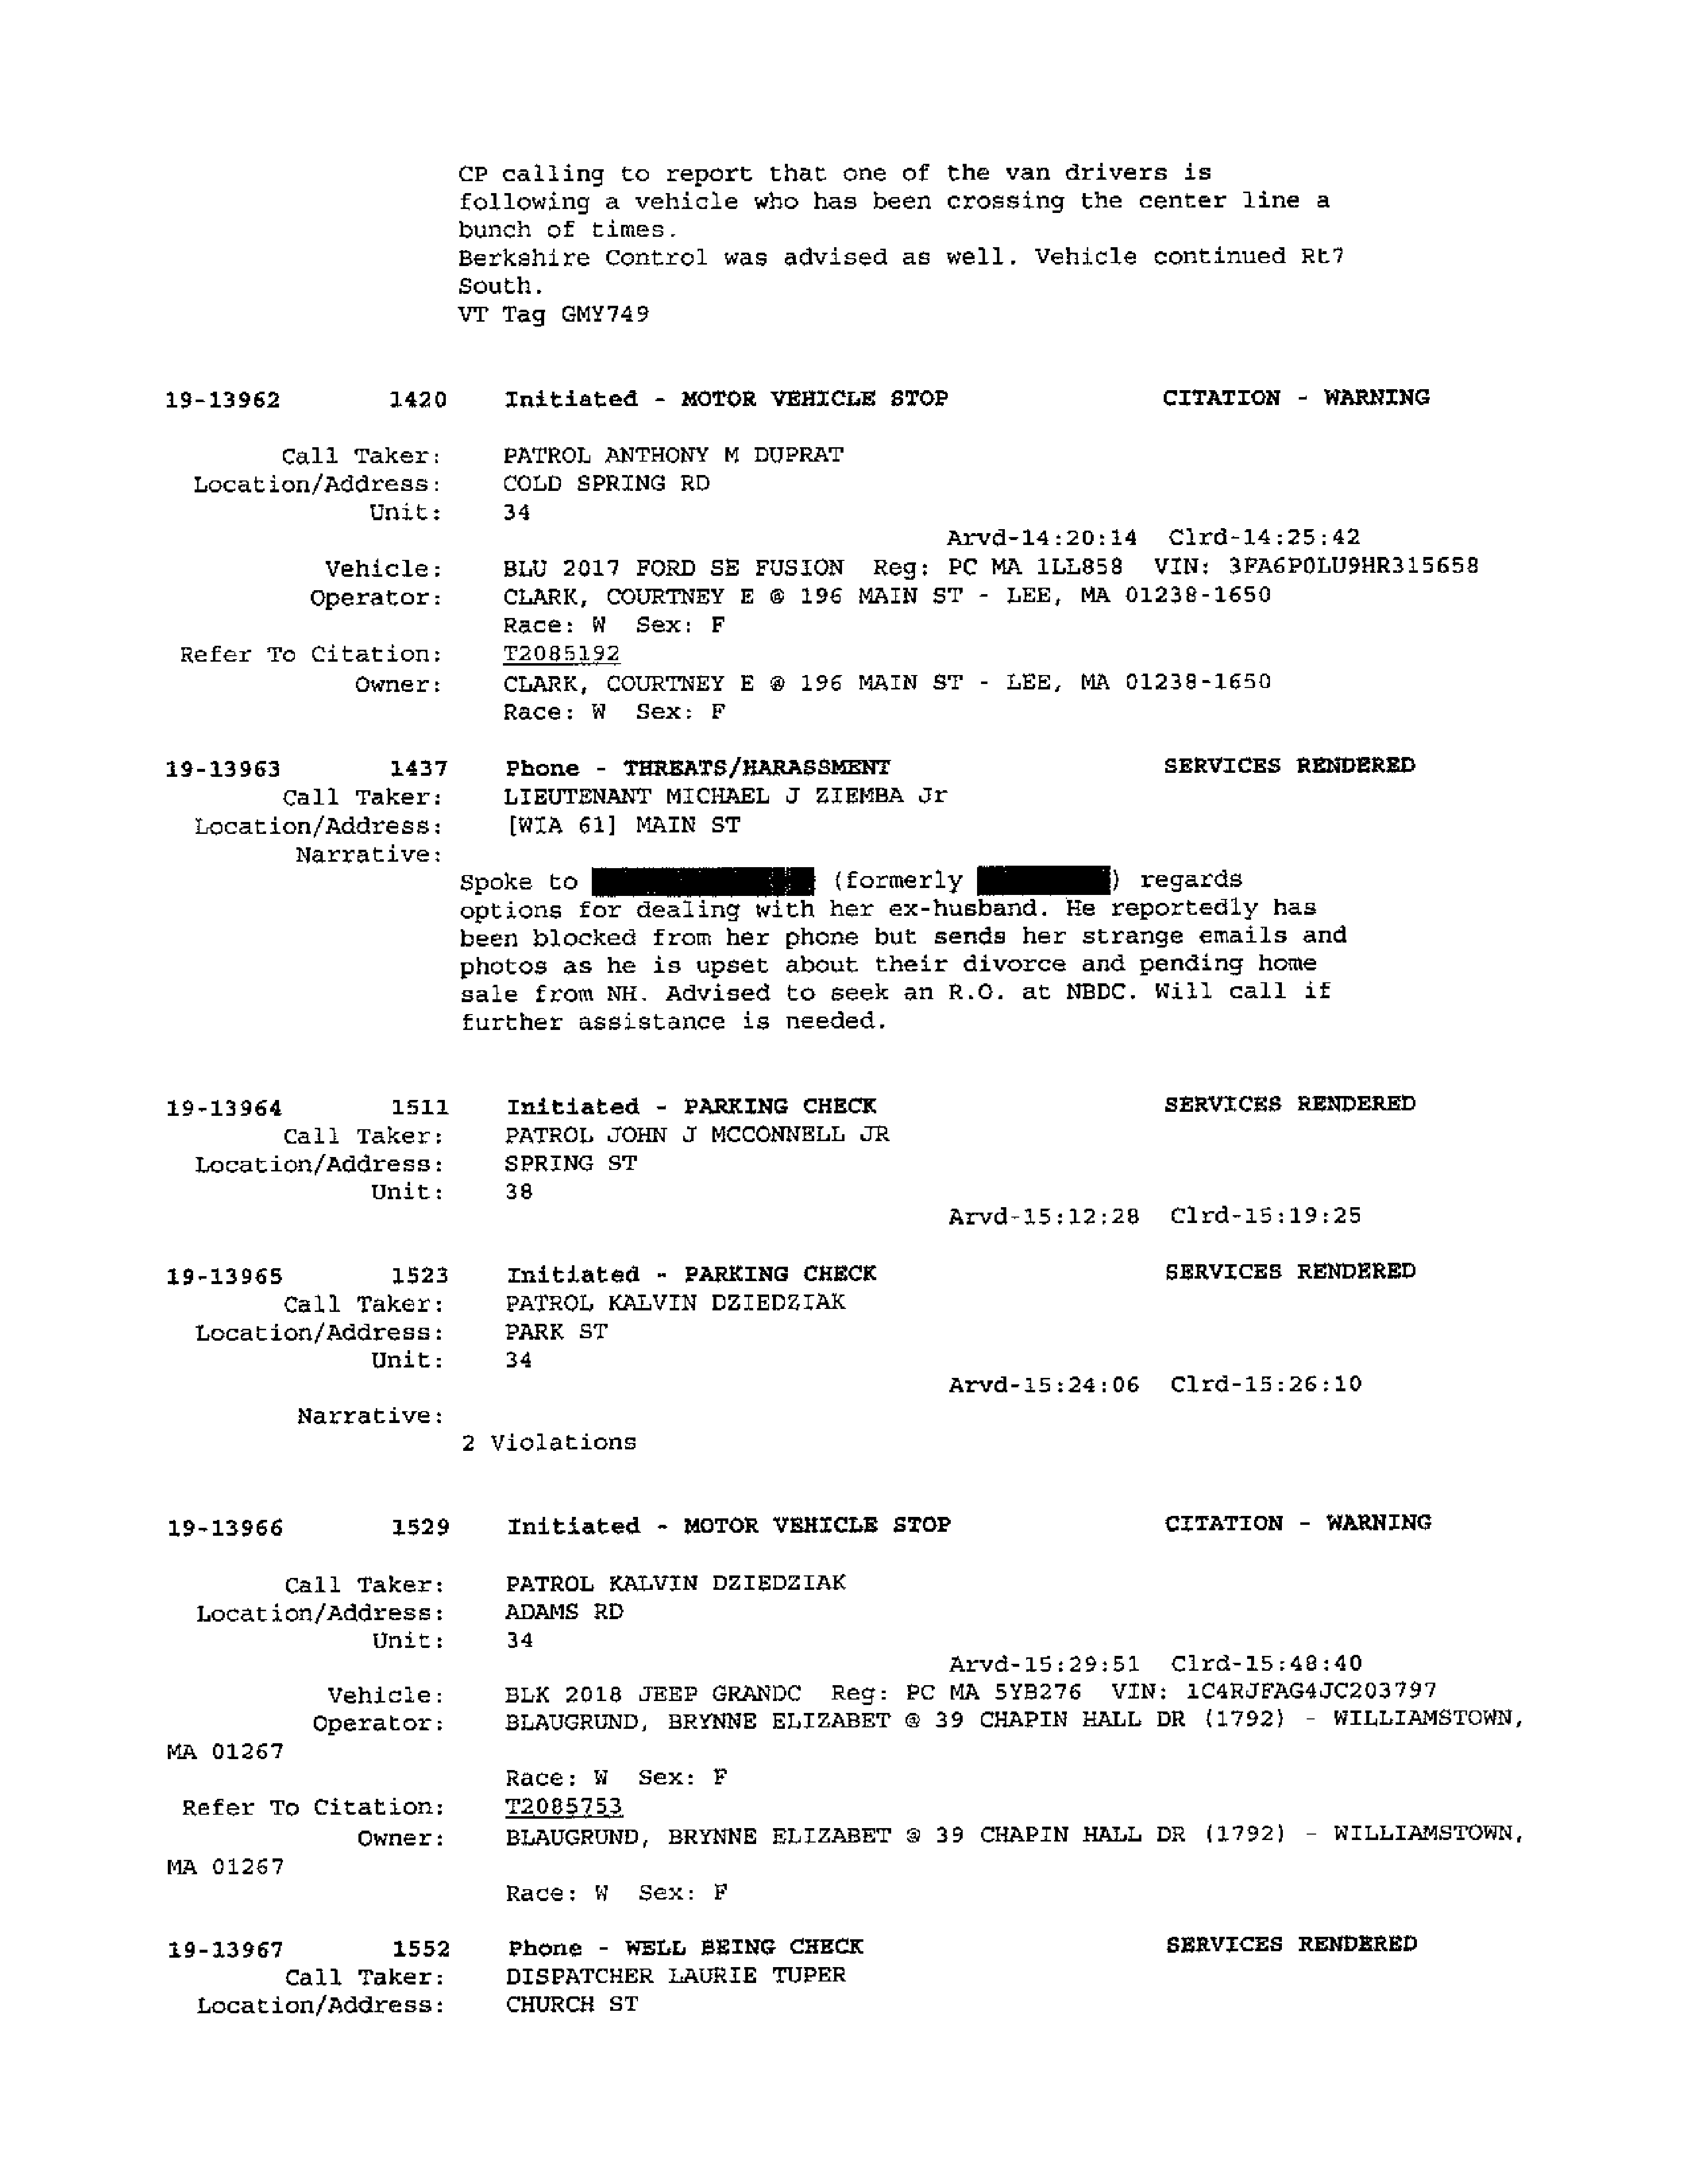 CP calling to report that one of the van drivers is
following a vehicle who has been crossing the center line a
bunch of times.
Berkshire Control was advised as well. Vehicle continued Rt7
South.
VT Tag GMY749
19-13962 1420 Initiated - MOTOR VEHICLE STOP CITATION - WARNING
Call Taker: PATROL ANTHONY M DUPRAT
Location/Address: COLD SPRING RD
Unit: 34
Arvd-14:20:14 Clrd-14:25:42
Vehicle: BLU 2017 FORD SE FUSION Reg: PC MA 1LL858 VIN: 3FA6P0LU9HR315658
Operator: CLARK, COURTNEY E @ 196 MAIN ST - LEE, MA 01238-1650
Race: W Sex: F
Refer To Citation: T2085192
Owner: CLARK, COURTNEY E @ 196 MAIN ST - LEE, MA 01238-1650
Race: W Sex: F
19-13963 1437 Phone - THREATS/HARASSMENT SERVICES RENDERED
Call Taker: LIEUTENANT MICHAEL J ZIEMBA Jr
Location/Address: [WIA 61] MAIN ST
Narrative:
Spoke to (formerly ) regards
options for dealing with her ex-husband. He reportedly has
been blocked from her phone but sends her strange emails and
photos as he is upset about their divorce and pending home
sale from NH. Advised to seek an R.O. at NBDC. Will call if
further assistance is needed.
19-13964 1511 Initiated - PARKING CHECK SERVICES RENDERED
Call Taker: PATROL JOHN J MCCONNELL JR
Location/Address: SPRING ST
Unit: 38
Arvd-15:12:28 Clrd-15:19:25
19-13965 1523 Initiated - PARKING CHECK SERVICES RENDERED
Call Taker: PATROL KALVIN DZIEDZIAK
Location/Address: PARK ST
Unit: 34
Arvd-15:24:06 Clrd-15:26:10
Narrative:
2 Violations
19-13966 1529 Initiated - MOTOR VEHICLE STOP CITATION - WARNING
Call Taker: PATROL KALVIN DZIEDZIAK
Location/Address: ADAMS RD
Unit: 34
Arvd-15:29:51 Clrd-15:48:40
Vehicle: BLK 2018 JEEP GRANDC Reg: PC MA 5YB276 VIN: 1C4RJFAG4JC203797
Operator: BLAUGRUND, BRYNNE ELIZABET @ 39 CHAPIN HALL DR (1792) - WILLIAMSTOWN,
MA 01267
Race: W Sex: F
Refer To Citation: T2085753
Owner: BLAUGRUND, BRYNNE ELIZABET @ 39 CHAPIN HALL DR (1792) - WILLIAMSTOWN,
MA 01267
Race: W Sex: F
19-13967 1552 Phone - WELL BEING CHECK SERVICES RENDERED
Call Taker: DISPATCHER LAURIE TUPER
Location/Address: CHURCH ST